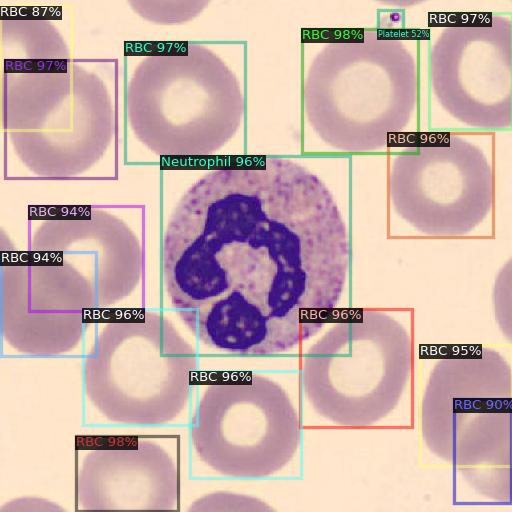 RBC 87%
RBC 97%
RBC 97%
RBC 98%
Platelet 52%
RBC 97%
RBC 96%
Neutrophil 96%
RBC 94%
RBC 94%
RBC 96%
RBC 96%
RBC 96%
RBC 95%
RBC 90%
RBC 98%